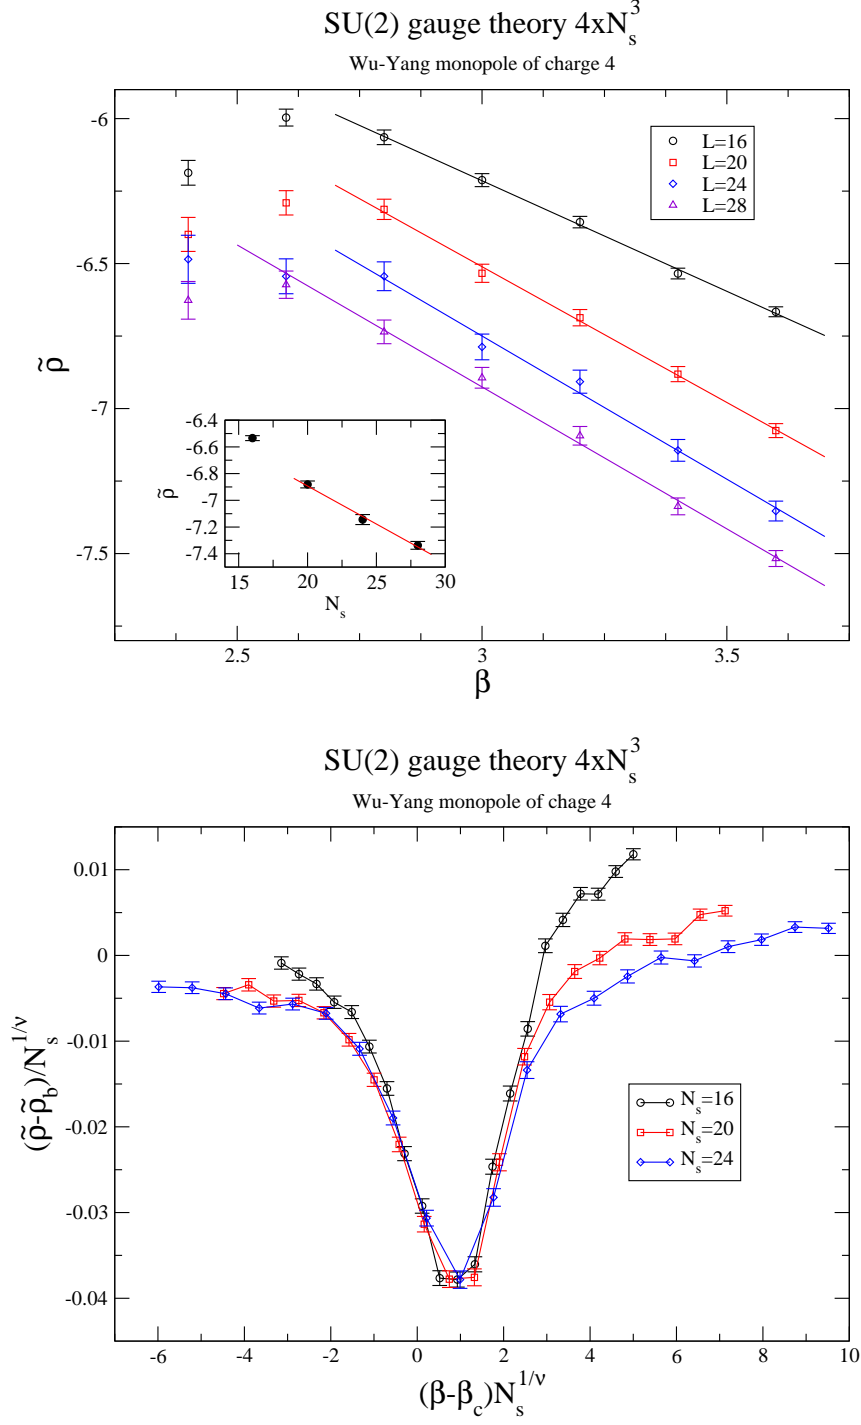 SU(2) gauge theory 4xN_s^3
Wu-Yang monopole of charge 4
-6
-6.5
-7
-7.5
ρ̃
L=16
L=20
L=24
L=28
-6.4
-6.6
-6.8
-7
-7.2
-7.4
ρ̃
15 20 25 30
N_s
2.5 3 3.5
β
SU(2) gauge theory 4xN_s^3
Wu-Yang monopole of chage 4
0.01
0
-0.01
-0.02
-0.03
-0.04
(ρ̃-ρ̃_b)/N_s^{1/ν}
N_s=16
N_s=20
N_s=24
-6 -4 -2 0 2 4 6 8 10
(β-β_c)N_s^{1/ν}